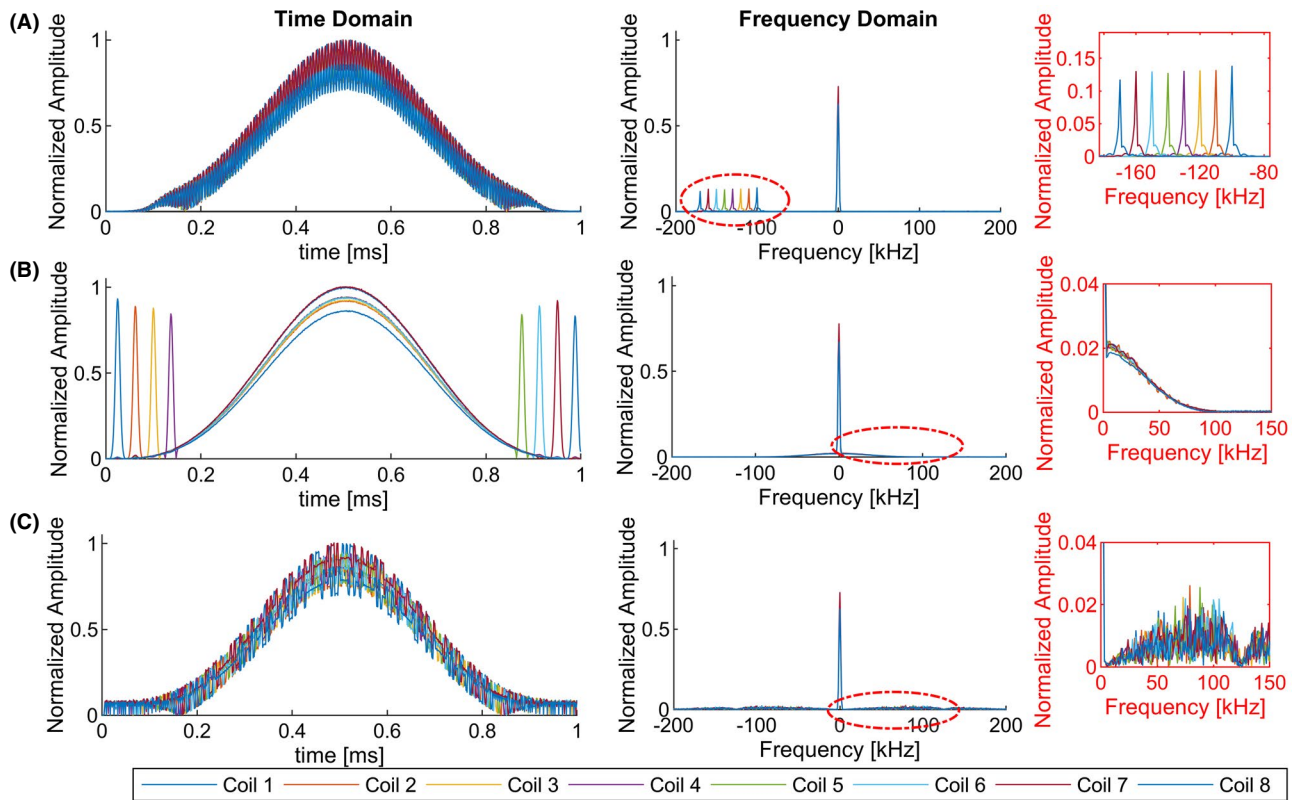 (A)
Time Domain
Normalized Amplitude
1
0.5
0
0 0.2 0.4 0.6 0.8 1
time [ms]
Frequency Domain
Normalized Amplitude
1
0.5
0
-200 -100 0 100 200
Frequency [kHz]
Normalized Amplitude
0.15
0.1
0.05
0
-160 -120 -80
Frequency [kHz]
(B)
Normalized Amplitude
1
0.5
0
0 0.2 0.4 0.6 0.8 1
time [ms]
Normalized Amplitude
1
0.5
0
-200 -100 0 100 200
Frequency [kHz]
Normalized Amplitude
0.04
0.02
0
0 50 100 150
Frequency [kHz]
(C)
Normalized Amplitude
1
0.5
0
0 0.2 0.4 0.6 0.8 1
time [ms]
Normalized Amplitude
1
0.5
0
-200 -100 0 100 200
Frequency [kHz]
Normalized Amplitude
0.04
0.02
0
0 50 100 150
Frequency [kHz]
Coil 1 Coil 2 Coil 3 Coil 4 Coil 5 Coil 6 Coil 7 Coil 8